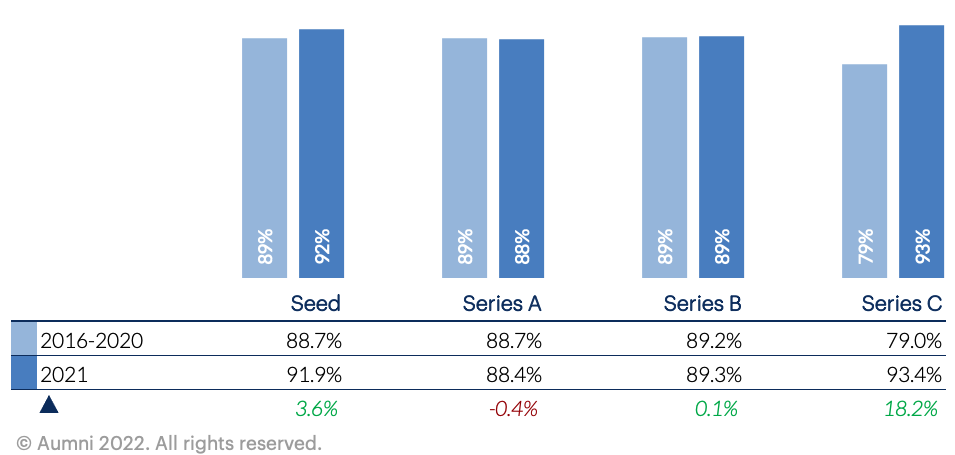 89% 92% 89% 88% 89% 89% 79% 93%
Seed Series A Series B Series C
2016-2020 88.7% 88.7% 89.2% 79.0%
2021 91.9% 88.4% 89.3% 93.4%
▲ 3.6% -0.4% 0.1% 18.2%
© Aumni 2022. All rights reserved.